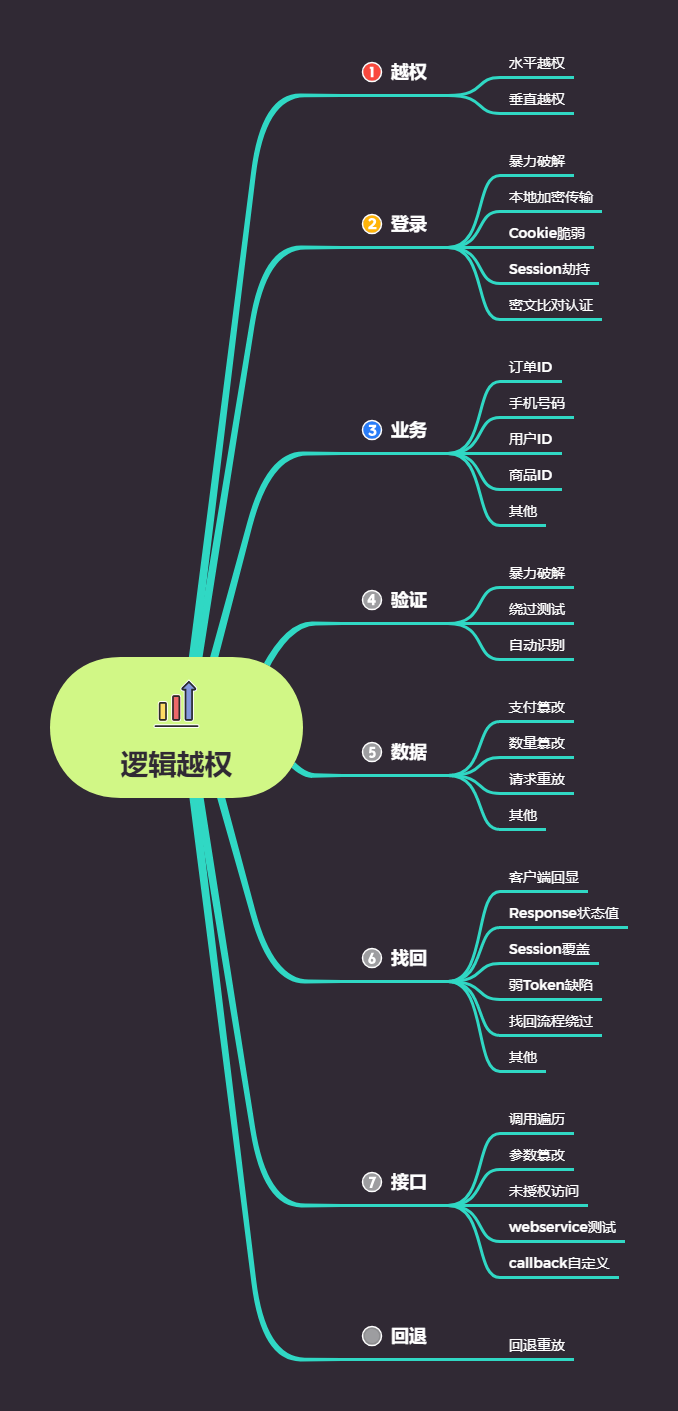 1 越权
水平越权
垂直越权
2 登录
暴力破解
本地加密传输
Cookie脆弱
Session劫持
密文比对认证
3 业务
订单ID
手机号码
用户ID
商品ID
其他
4 验证
暴力破解
绕过测试
自动识别
逻辑越权
5 数据
支付篡改
数量篡改
请求重放
其他
6 找回
客户端回显
Response状态值
Session覆盖
弱Token缺陷
找回流程绕过
其他
7 接口
调用遍历
参数篡改
未授权访问
webservice测试
callback自定义
回退
回退重放